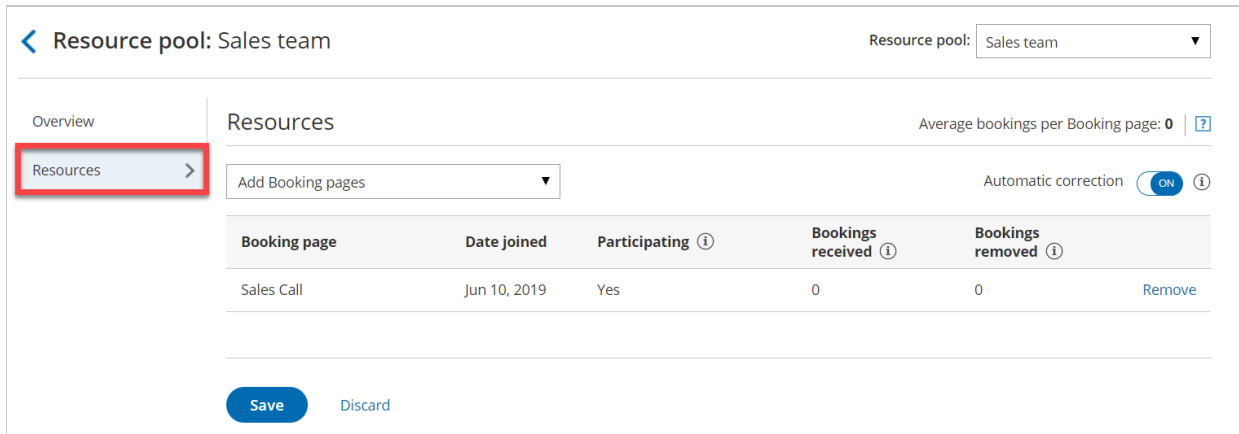 Resource pool: Sales team
Resource pool: Sales team
Overview
Resources
Resources
Average bookings per Booking page: 0 ?
Add Booking pages
Automatic correction ON i
Booking page Date joined Participating i Bookings received i Bookings removed i
Sales Call Jun 10, 2019 Yes 0 0 Remove
Save Discard